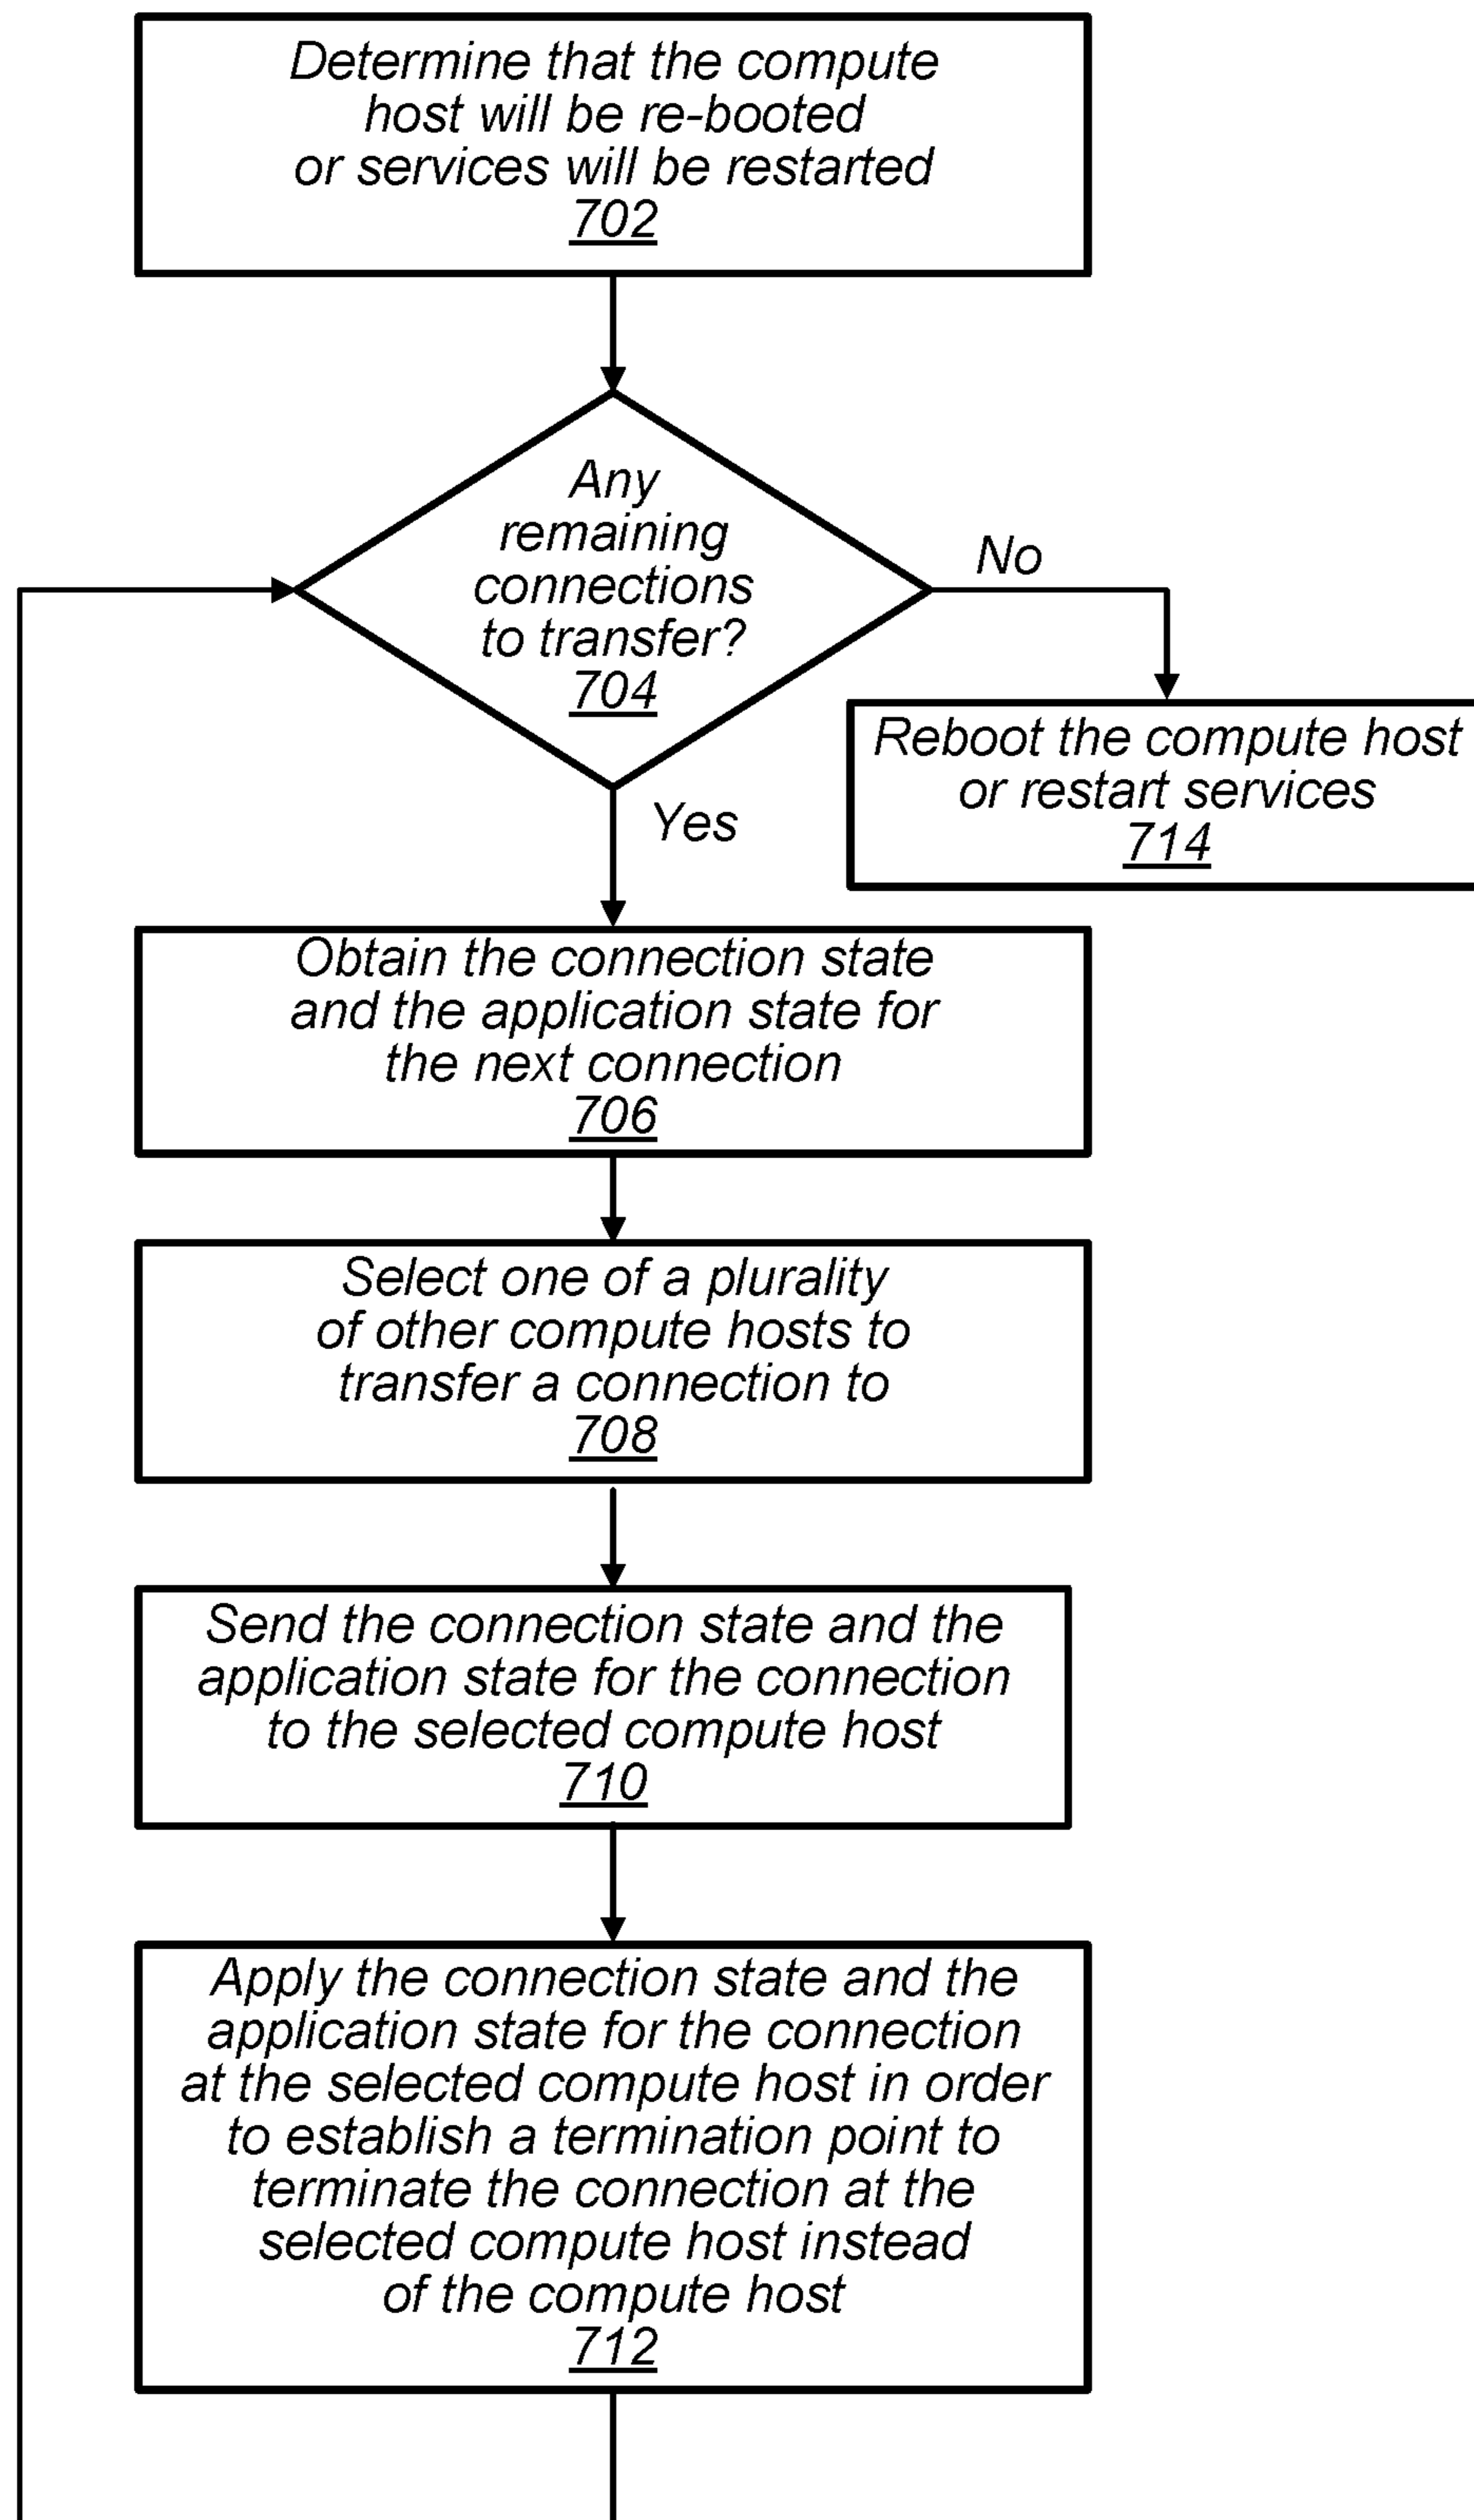 Determine that the compute
host will be re-booted
or services will be restarted
702
Any
remaining
connections
to transfer?
704
No
Reboot the compute host
or restart services
714
Yes
Obtain the connection state
and the application state for
the next connection
706
Select one of a plurality
of other compute hosts to
transfer a connection to
708
Send the connection state and the
application state for the connection
to the selected compute host
710
Apply the connection state and the
application state for the connection
at the selected compute host in order
to establish a termination point to
terminate the connection at the
selected compute host instead
of the compute host
712